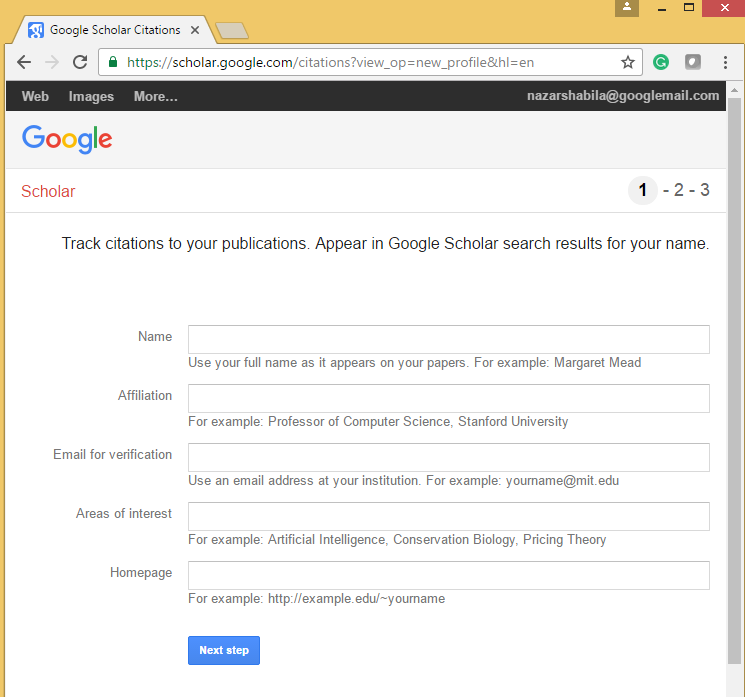 Google Scholar Citations
https://scholar.google.com/citations?view_op=new_profile&hl=en
Web Images More... nazarshabila@googlemail.com
Google
Scholar 1 - 2 - 3
Track citations to your publications. Appear in Google Scholar search results for your name.
Name
Use your full name as it appears on your papers. For example: Margaret Mead
Affiliation
For example: Professor of Computer Science, Stanford University
Email for verification
Use an email address at your institution. For example: yourname@mit.edu
Areas of interest
For example: Artificial Intelligence, Conservation Biology, Pricing Theory
Homepage
For example: http://example.edu/~yourname
Next step